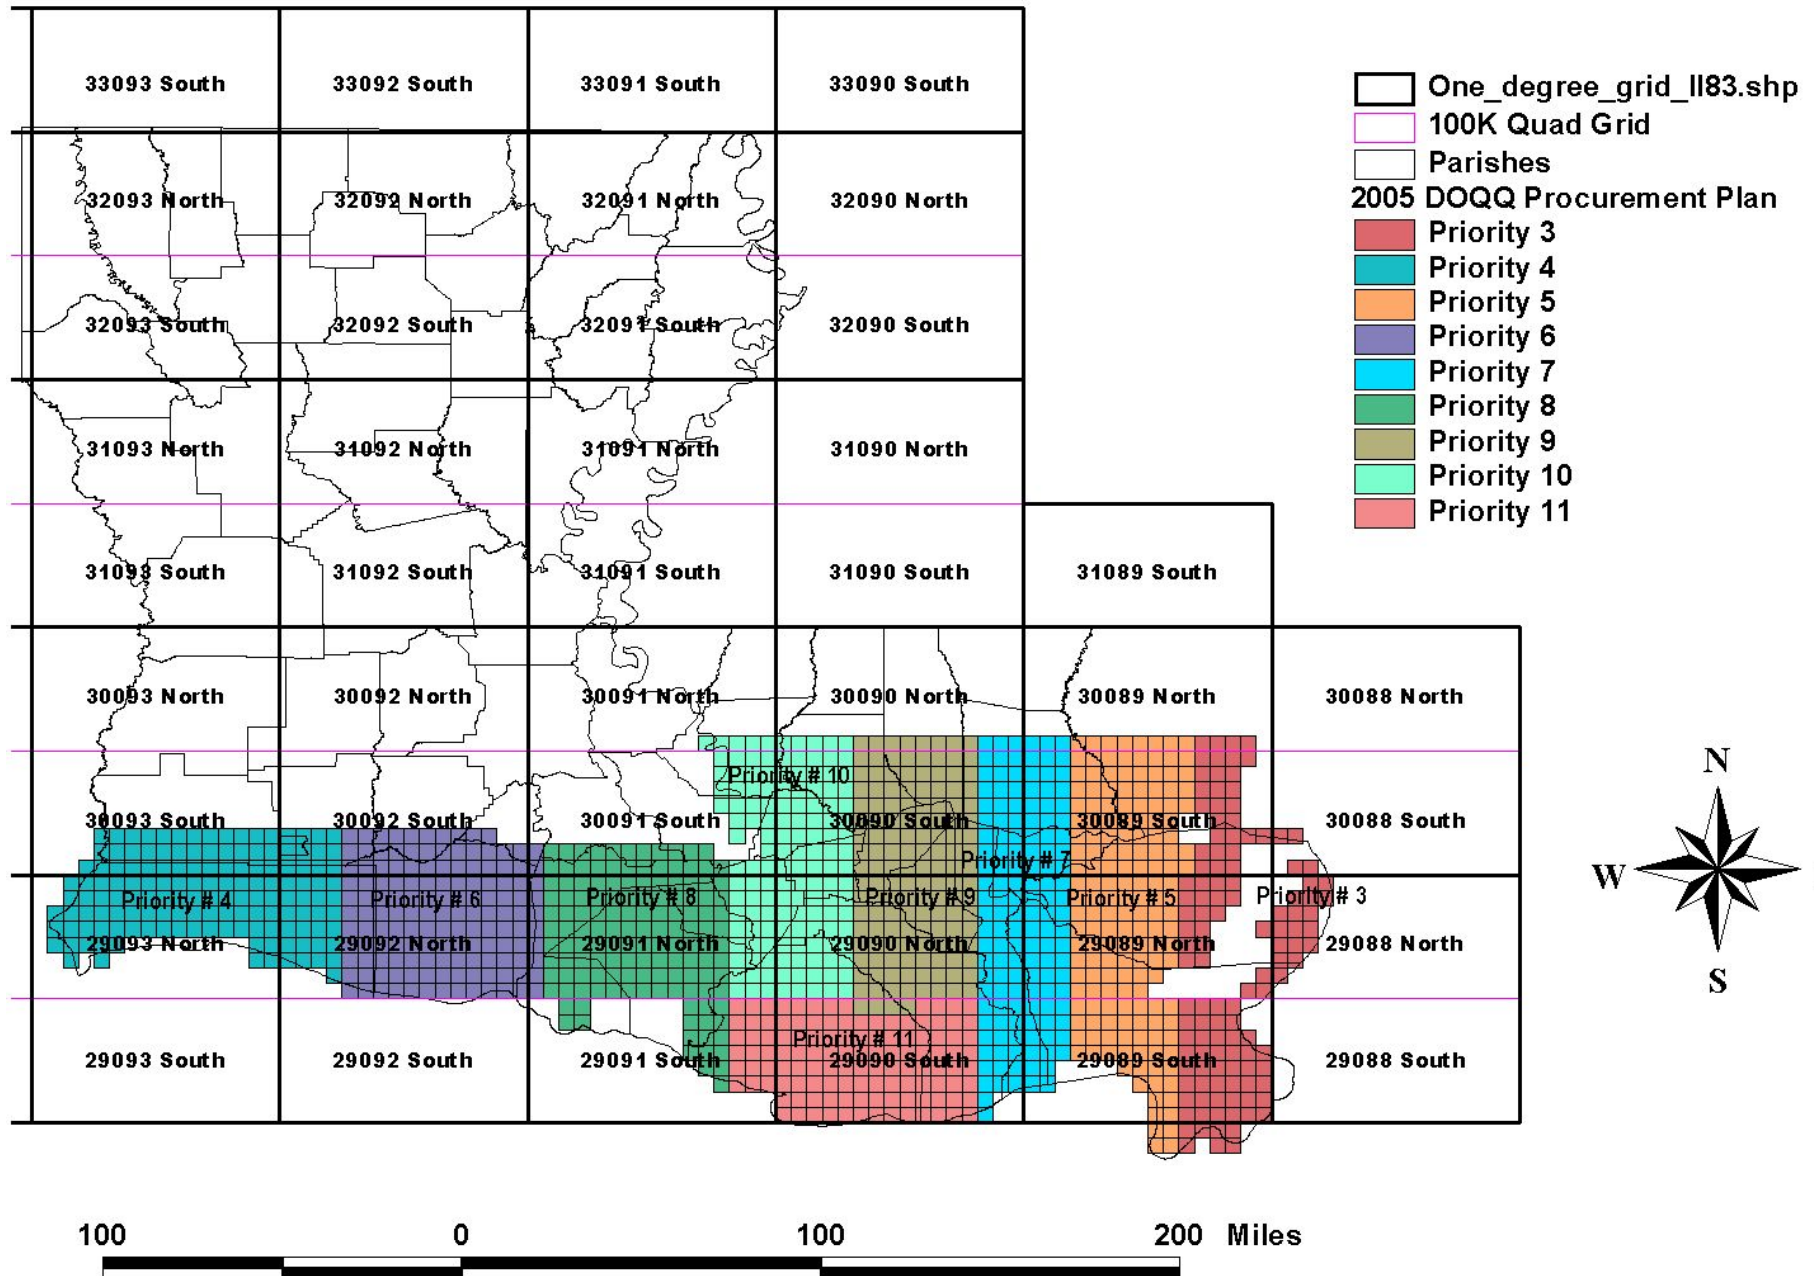 33093 South 33092 South 33091 South 33090 South
One_degree_grid_ll83.shp
100K Quad Grid
Parishes
2005 DOQQ Procurement Plan
Priority 3
Priority 4
Priority 5
Priority 6
Priority 7
Priority 8
Priority 9
Priority 10
Priority 11
32093 North 32092 North 32091 North 32090 North
32093 South 32092 South 32091 South 32090 South
31093 North 31092 North 31091 North 31090 North
31093 South 31092 South 31091 South 31090 South 31089 South
30093 North 30092 North 30091 North 30090 North 30089 North 30088 North
Priority # 10
30093 South 30092 South 30091 South 30090 South 30089 South 30088 South
Priority # 7
Priority # 4 Priority # 6 Priority # 8 Priority # 9 Priority # 5 Priority # 3
29093 North 29092 North 29091 North 29090 North 29089 North 29088 North
Priority # 11
29093 South 29092 South 29091 South 29090 South 29089 South 29088 South
N
W
S
100 0 100 200 Miles